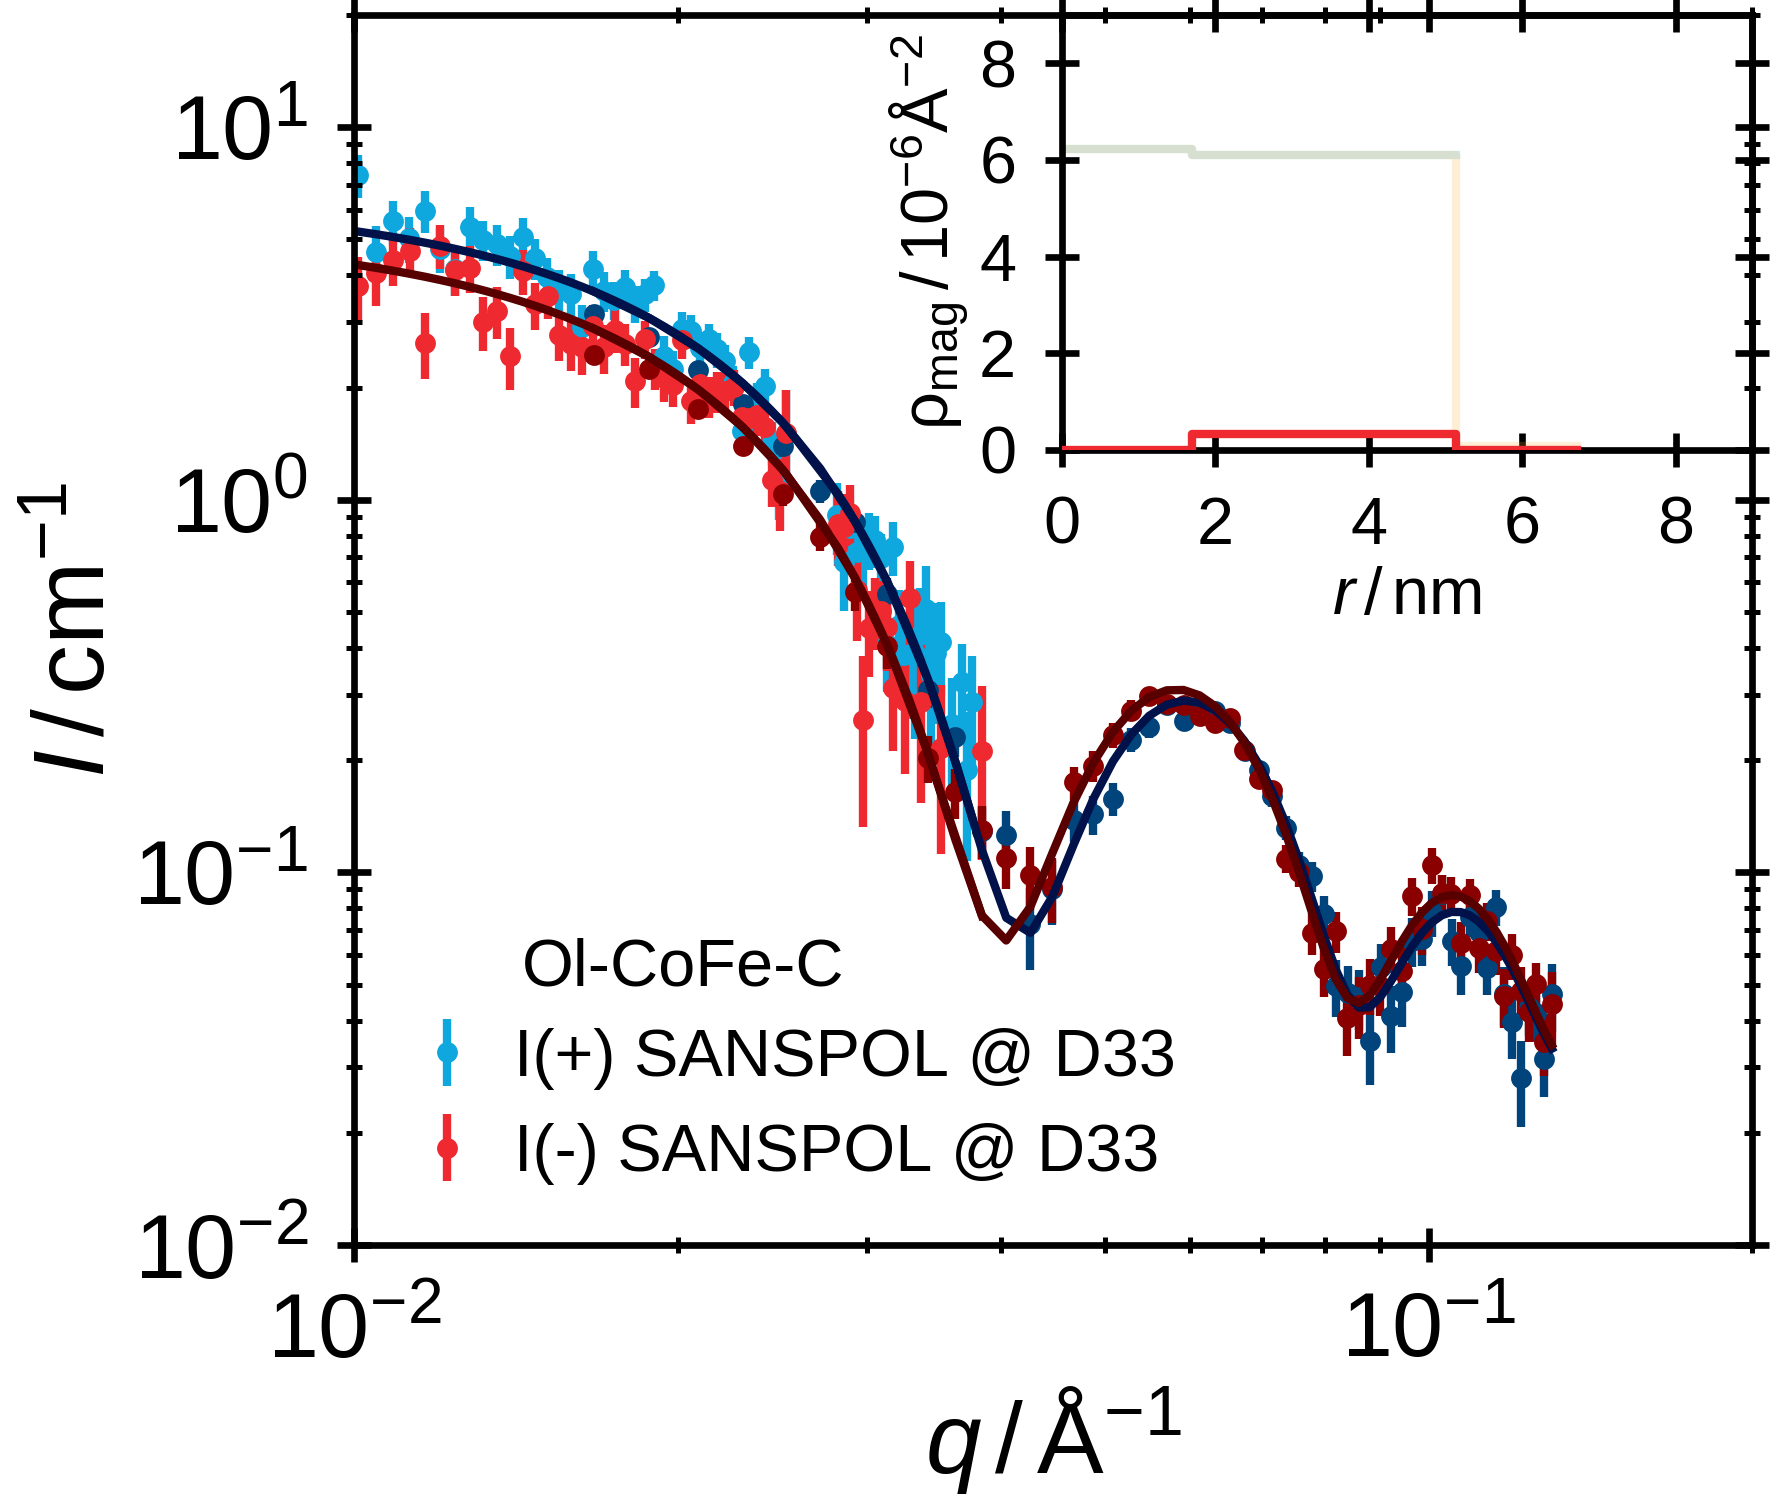 10¹
10⁰
10⁻¹
10⁻²
I / cm⁻¹
10⁻²
10⁻¹
q / Å⁻¹
8
6
4
2
0
ρmag / 10⁻⁶Å⁻²
0 2 4 6 8
r / nm
Ol-CoFe-C
I(+) SANSPOL @ D33
I(-) SANSPOL @ D33